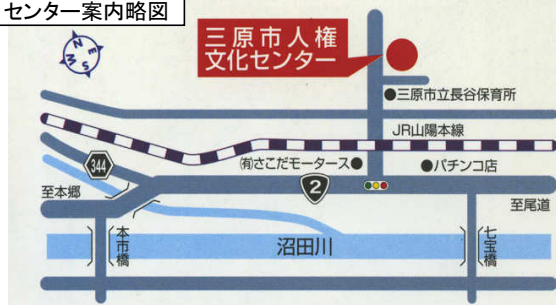 センター案内略図
N
E
S
W
三原市人権
文化センター
●三原市立長谷保育所
JR山陽本線
㈲さこだモータース●
●パチンコ店
344
2
至本郷
至尾道
本市橋
沼田川
七宝橋